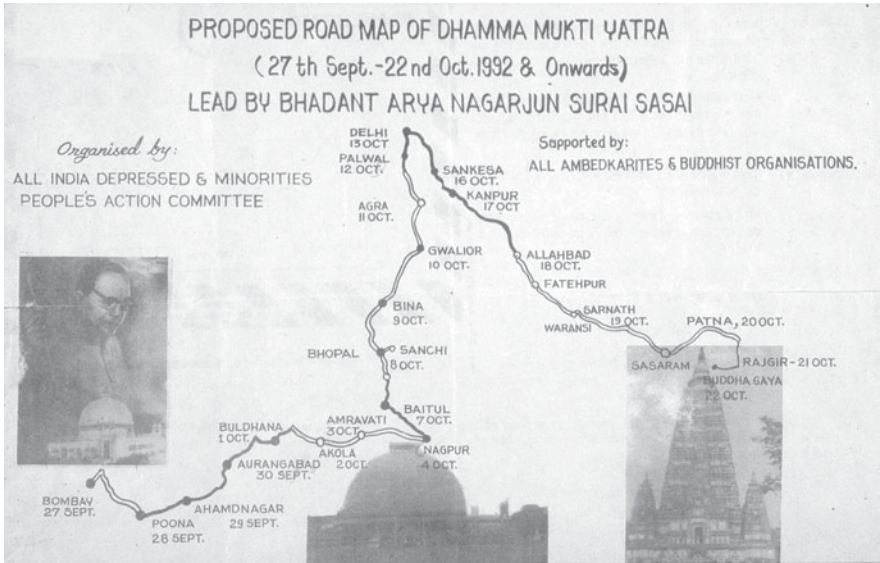 PROPOSED ROAD MAP OF DHAMMA MUKTI YATRA
(27 th Sept.-22nd Oct.1992 & Onwards)
LEAD BY BHADANT ARYA NAGARJUN SURAI SASAI
Organised by:
ALL INDIA DEPRESSED & MINORITIES
PEOPLE'S ACTION COMMITTEE
Supported by:
ALL AMBEDKARITES & BUDDHIST ORGANISATIONS.
DELHI
13 OCT
PALWAL
12 OCT.
SANKESA
16 OCT.
KANPUR
17 OCT
AGRA
11 OCT.
GWALIOR
10 OCT.
ALLAHBAD
18 OCT.
FATEHPUR
BINA
9 OCT.
SARNATH
19 OCT.
WARANSI
PATNA, 20 OCT.
BHOPAL
SANCHI
8 OCT.
SASARAM
RAJGIR-21 OCT.
BUDDHA GAYA
22 OCT.
BAITUL
7 OCT.
AMRAVATI
3 OCT.
BULDHANA
1 OCT.
AKOLA
2 OCT.
NAGPUR
4 OCT.
AURANGABAD
30 SEPT.
BOMBAY
27 SEPT.
AHAMDNAGAR
29 SEPT.
POONA
28 SEPT.